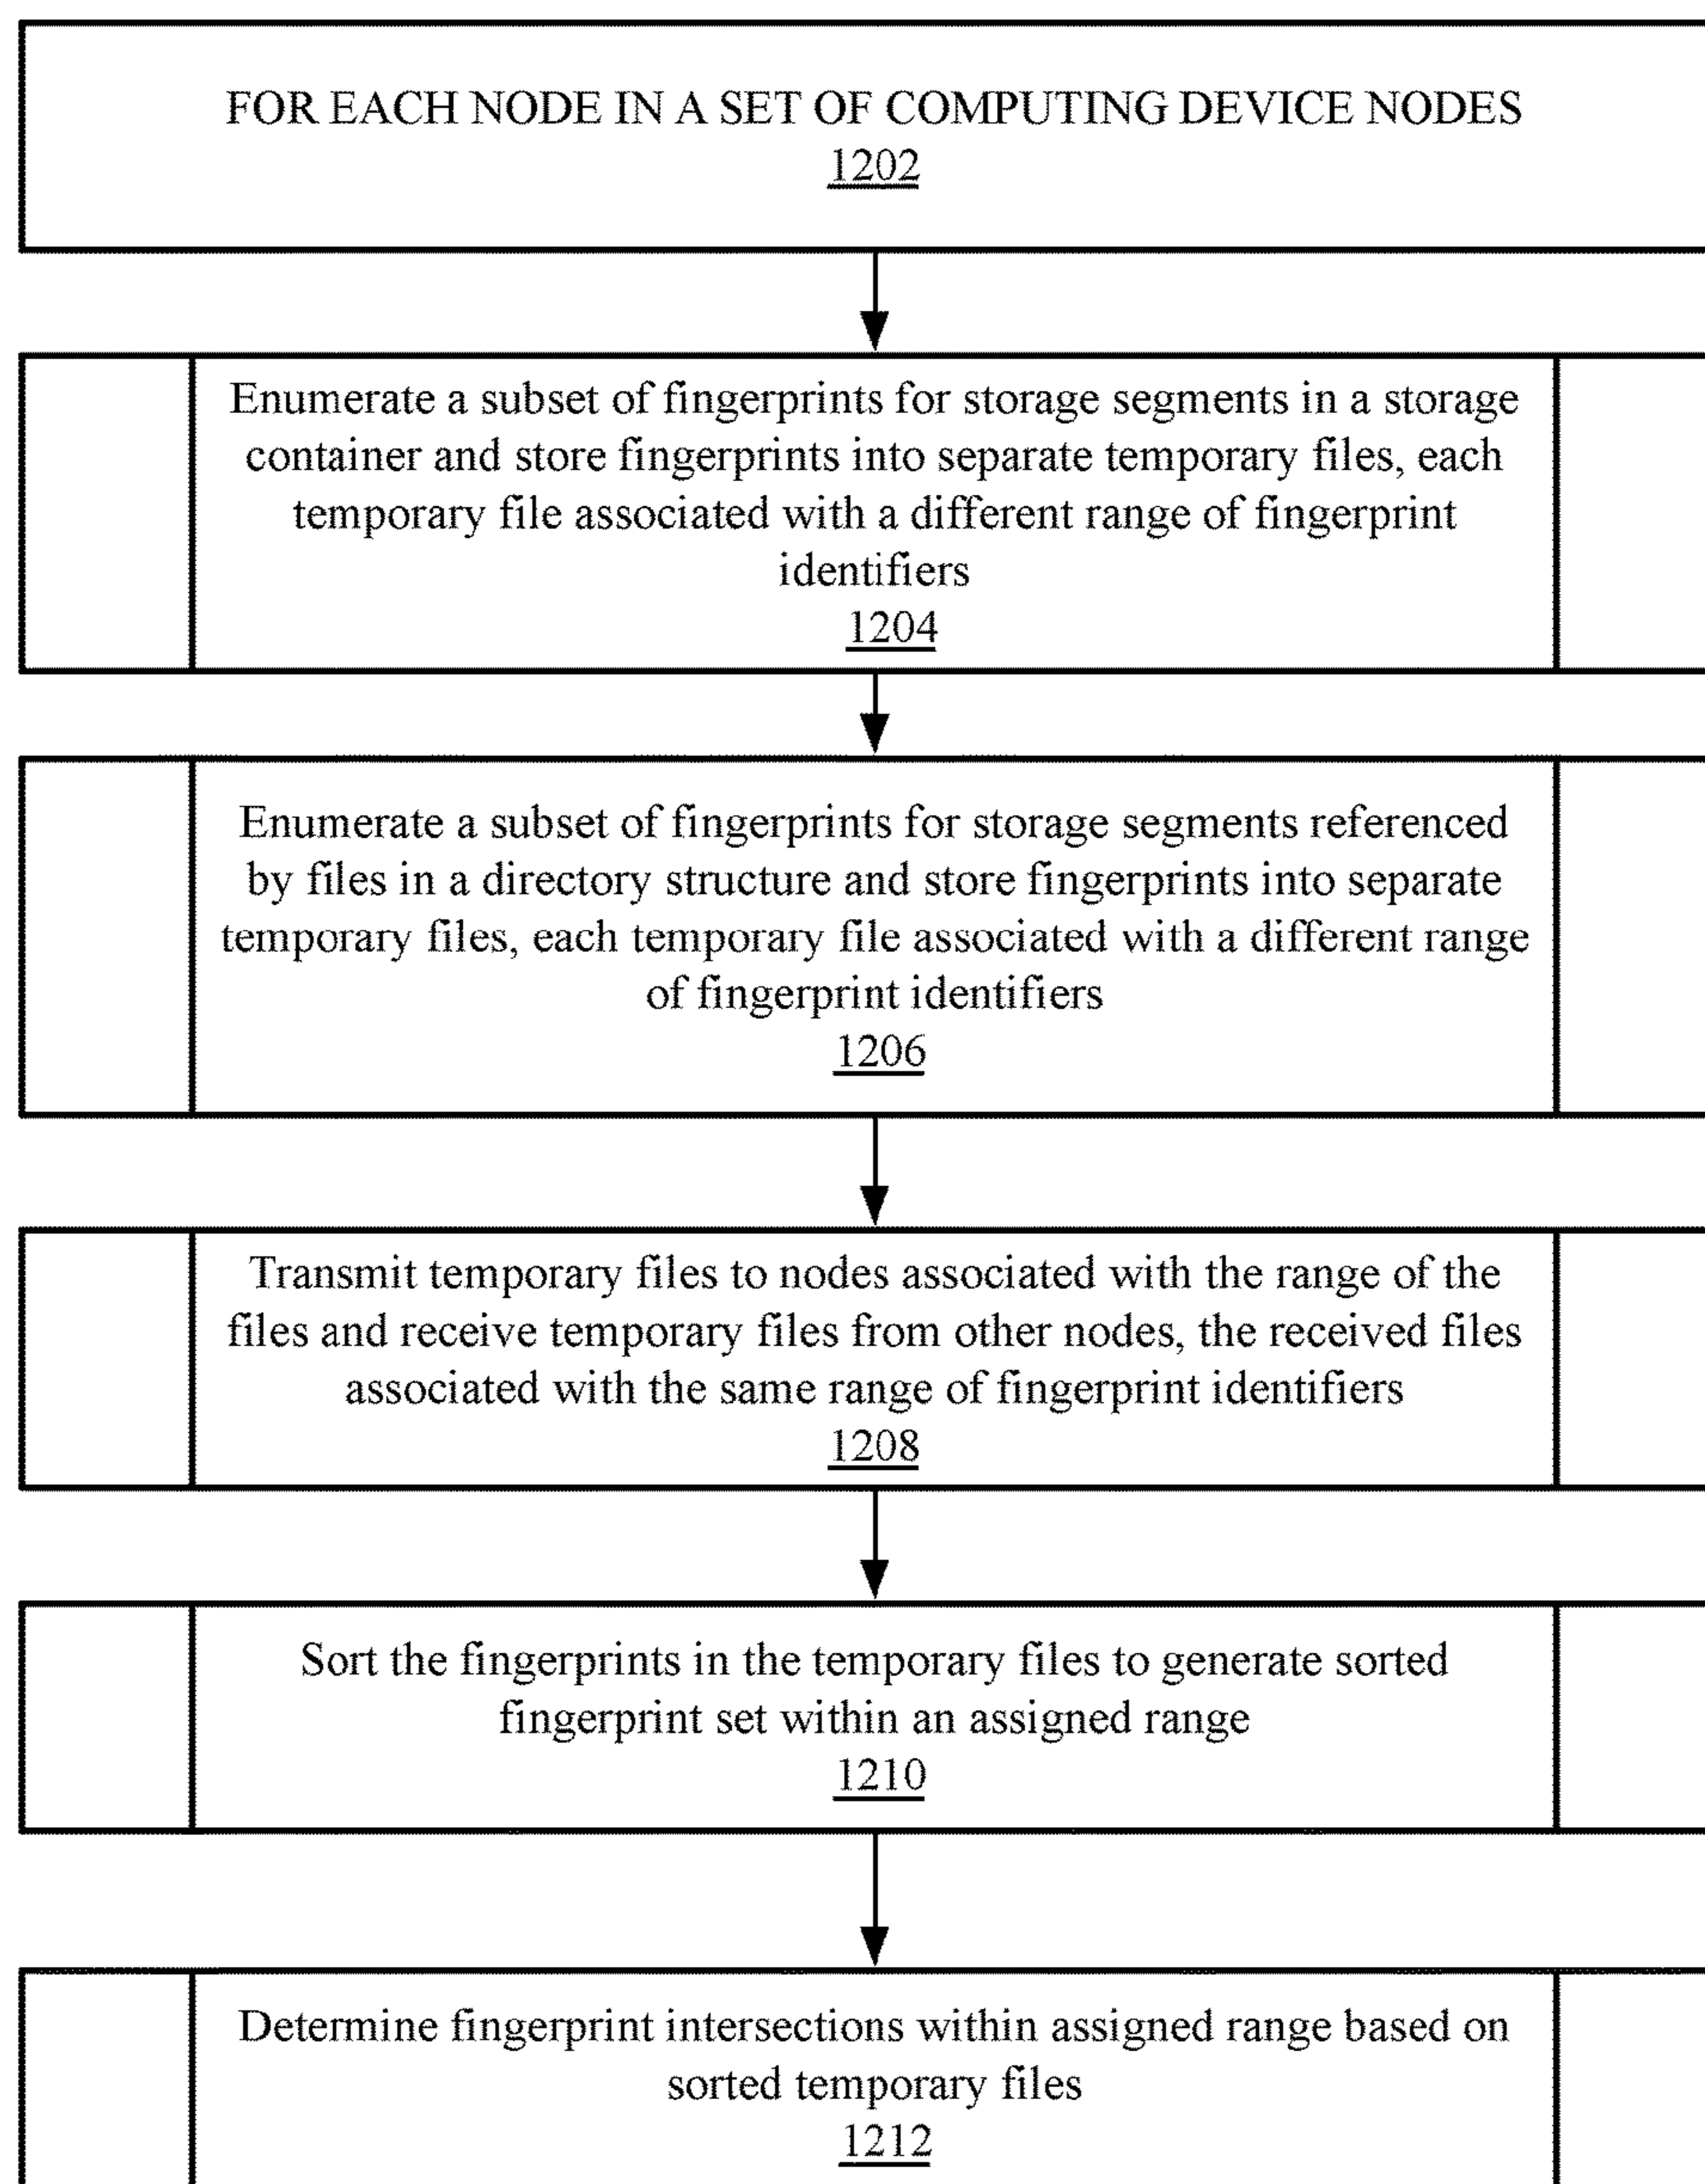 FOR EACH NODE IN A SET OF COMPUTING DEVICE NODES
1202
Enumerate a subset of fingerprints for storage segments in a storage
container and store fingerprints into separate temporary files, each
temporary file associated with a different range of fingerprint
identifiers
1204
Enumerate a subset of fingerprints for storage segments referenced
by files in a directory structure and store fingerprints into separate
temporary files, each temporary file associated with a different range
of fingerprint identifiers
1206
Transmit temporary files to nodes associated with the range of the
files and receive temporary files from other nodes, the received files
associated with the same range of fingerprint identifiers
1208
Sort the fingerprints in the temporary files to generate sorted
fingerprint set within an assigned range
1210
Determine fingerprint intersections within assigned range based on
sorted temporary files
1212